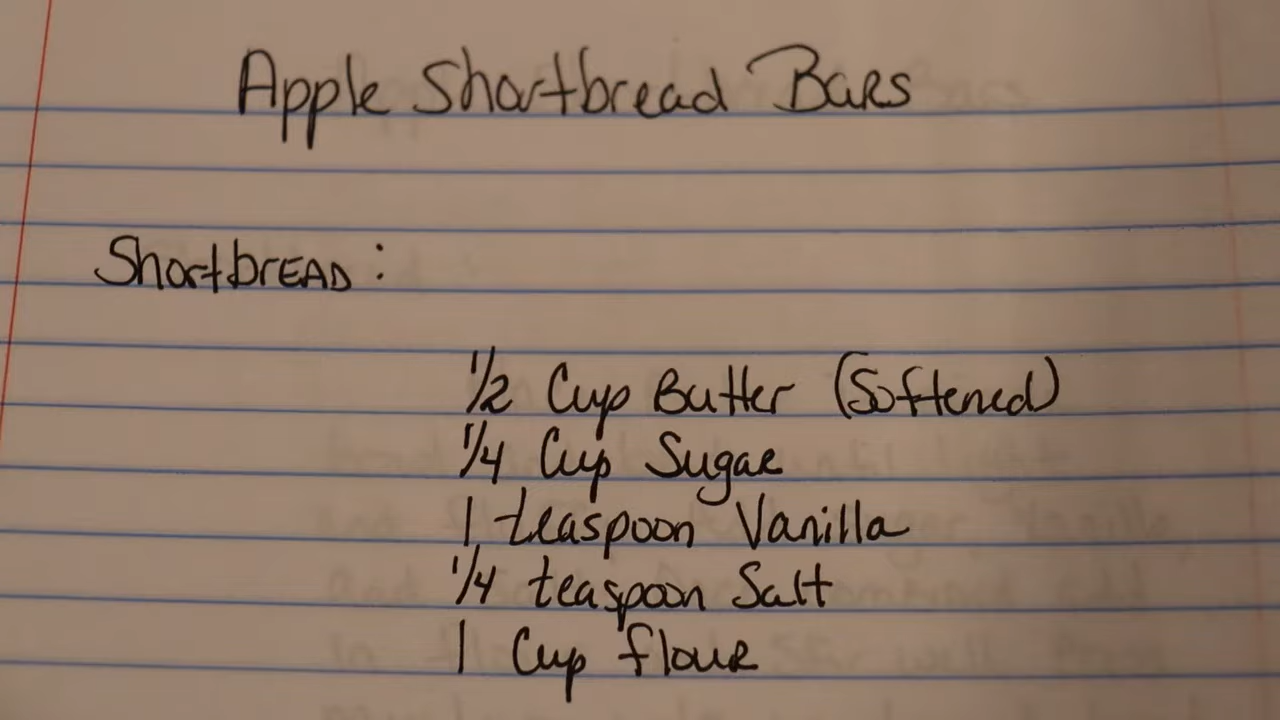 Apple Shortbread Bars
Shortbread:
1/2 Cup Butter (Softened)
1/4 Cup Sugar
1 teaspoon Vanilla
1/4 teaspoon Salt
1 Cup flour